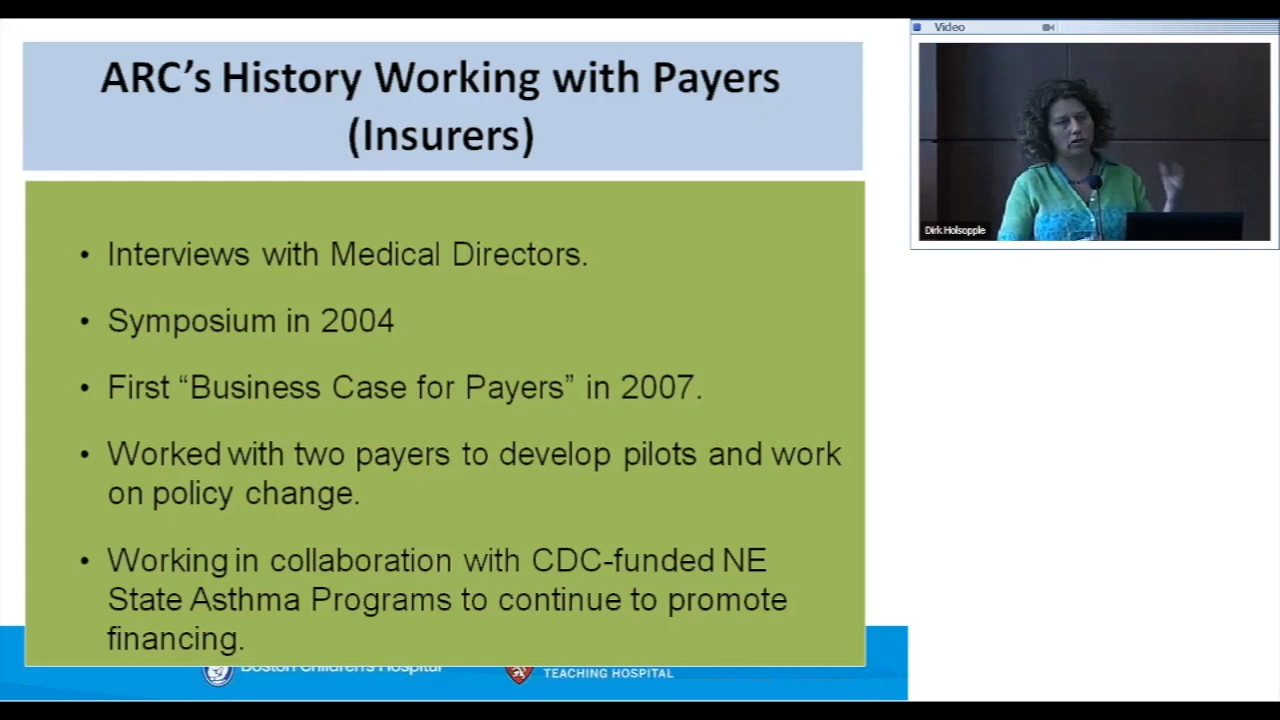 ARC's History Working with Payers
(Insurers)
• Interviews with Medical Directors.
• Symposium in 2004
• First “Business Case for Payers” in 2007.
• Worked with two payers to develop pilots and work
on policy change.
• Working in collaboration with CDC-funded NE
State Asthma Programs to continue to promote
financing.
Boston Children's Hospital
TEACHING HOSPITAL
Video
Dirk Holsopple